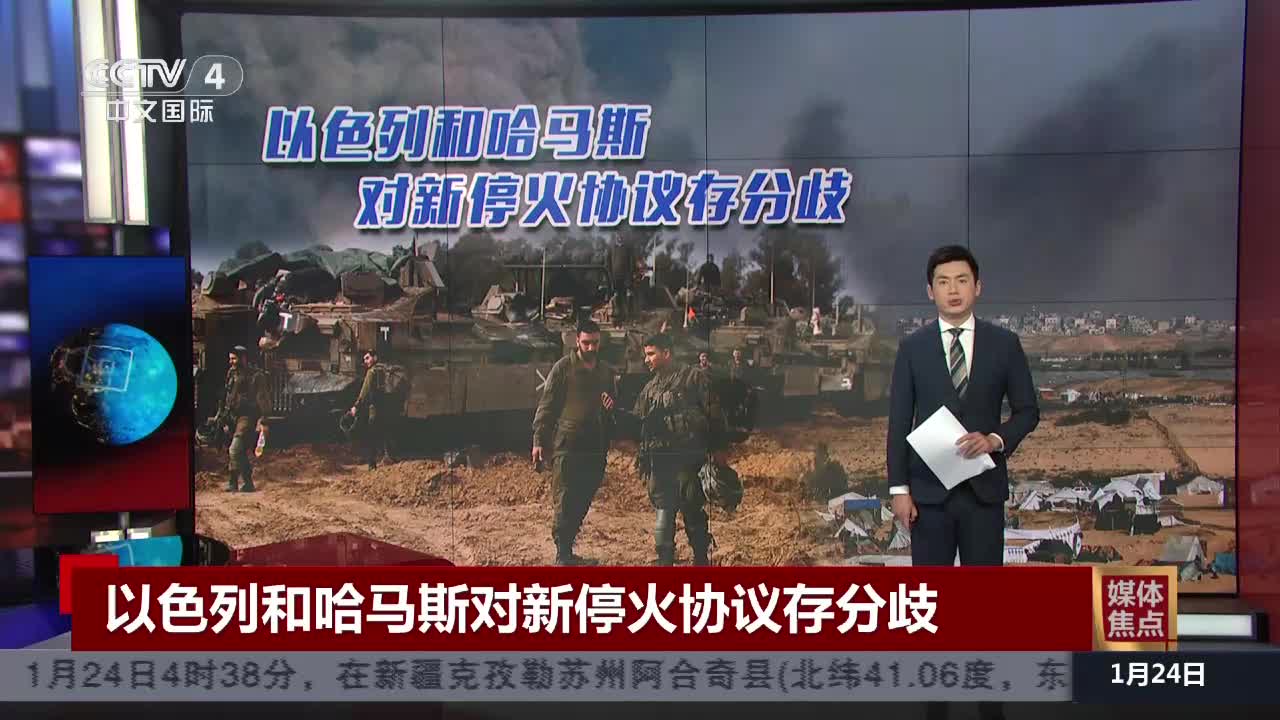 CCTV 4
中文国际
以色列和哈马斯
对新停火协议存分歧
以色列和哈马斯对新停火协议存分歧
媒体
焦点
1月24日4时38分，在新疆克孜勒苏州阿合奇县(北纬41.06度，东
1月24日